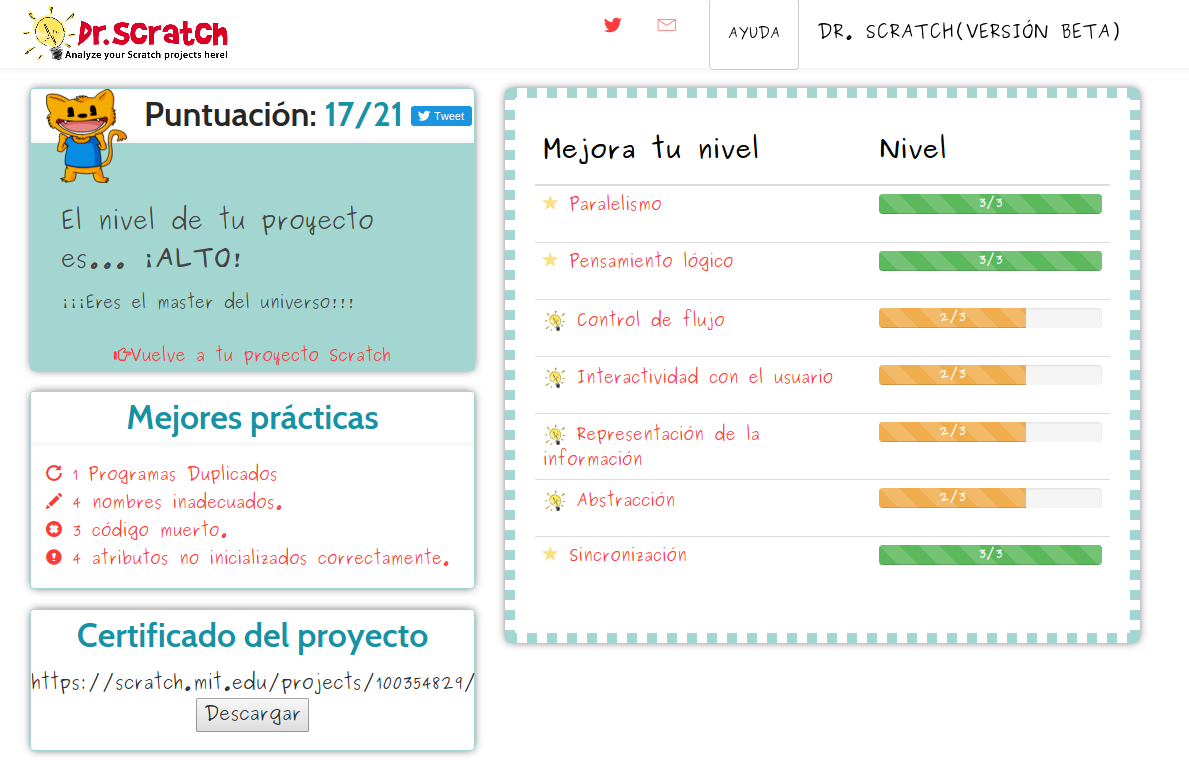 Dr.Scratch
Analyze your Scratch projects here!
AYUDA
DR. SCRATCH(VERSIÓN BETA)
Puntuación: 17/21
Tweet
El nivel de tu proyecto
es... ¡ALTO!
¡¡¡Eres el master del universo!!!
Vuelve a tu proyecto Scratch
Mejores prácticas
1 Programas Duplicados
4 nombres inadecuados.
3 código muerto.
4 atributos no inicializados correctamente.
Certificado del proyecto
https://scratch.mit.edu/projects/100354829/
Descargar
Mejora tu nivel Nivel
Paralelismo 3/3
Pensamiento lógico 3/3
Control de flujo 2/3
Interactividad con el usuario 2/3
Representación de la 2/3
información
Abstracción 2/3
Sincronización 3/3